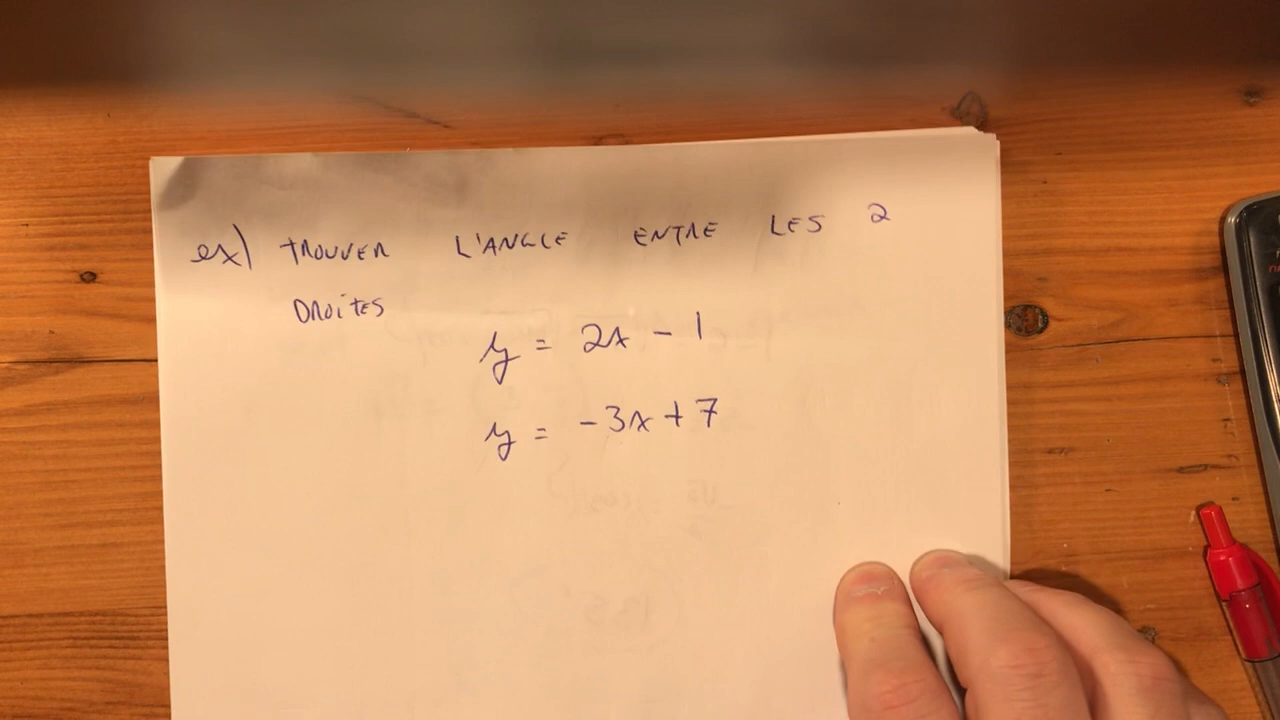 ex) TROUVER L'ANGLE ENTRE LES 2
DROITES
y = 2x - 1
y = -3x + 7